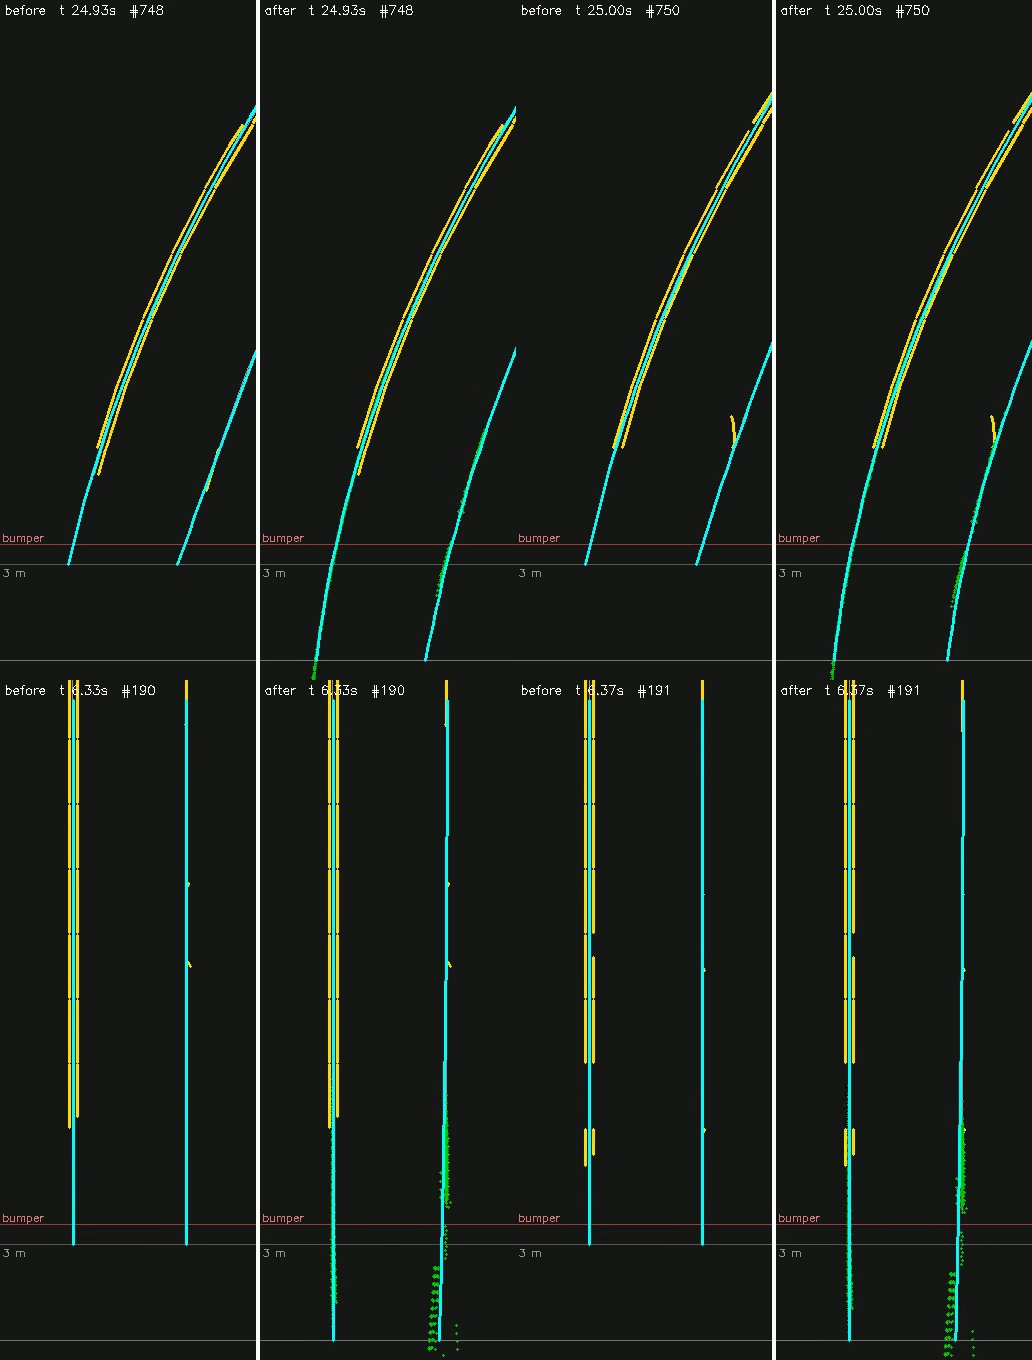 before t 24.93s #748
after t 24.93s #748
before t 25.00s #750
after t 25.00s #750
bumper
bumper
bumper
bumper
3 m
3 m
3 m
3 m
before t 6.33s #190
after t 6.33s #190
before t 6.37s #191
after t 6.37s #191
bumper
bumper
bumper
bumper
3 m
3 m
3 m
3 m